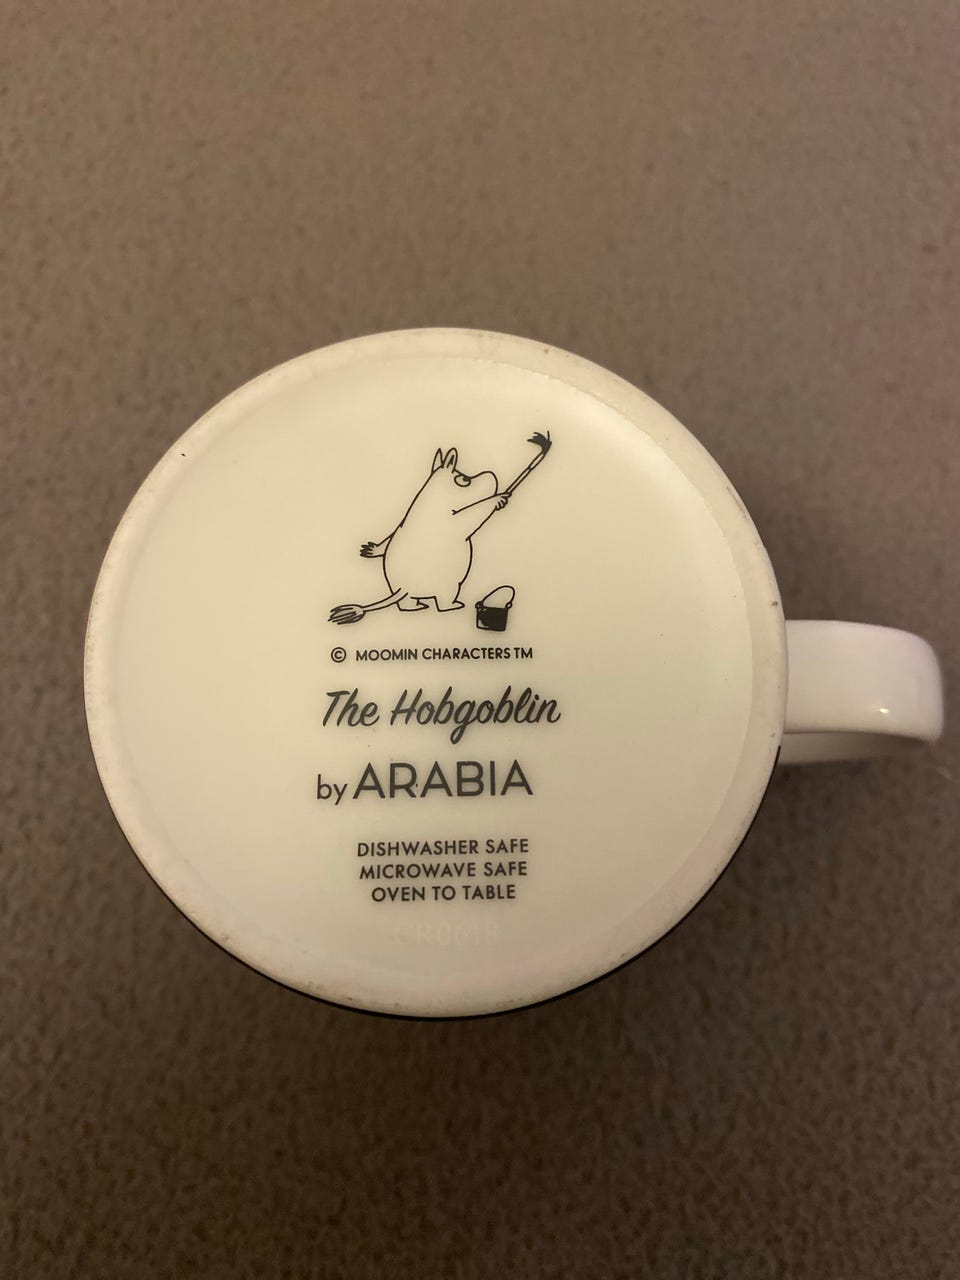 © MOOMIN CHARACTERS TM
The Hobgoblin
by ARABIA
DISHWASHER SAFE
MICROWAVE SAFE
OVEN TO TABLE